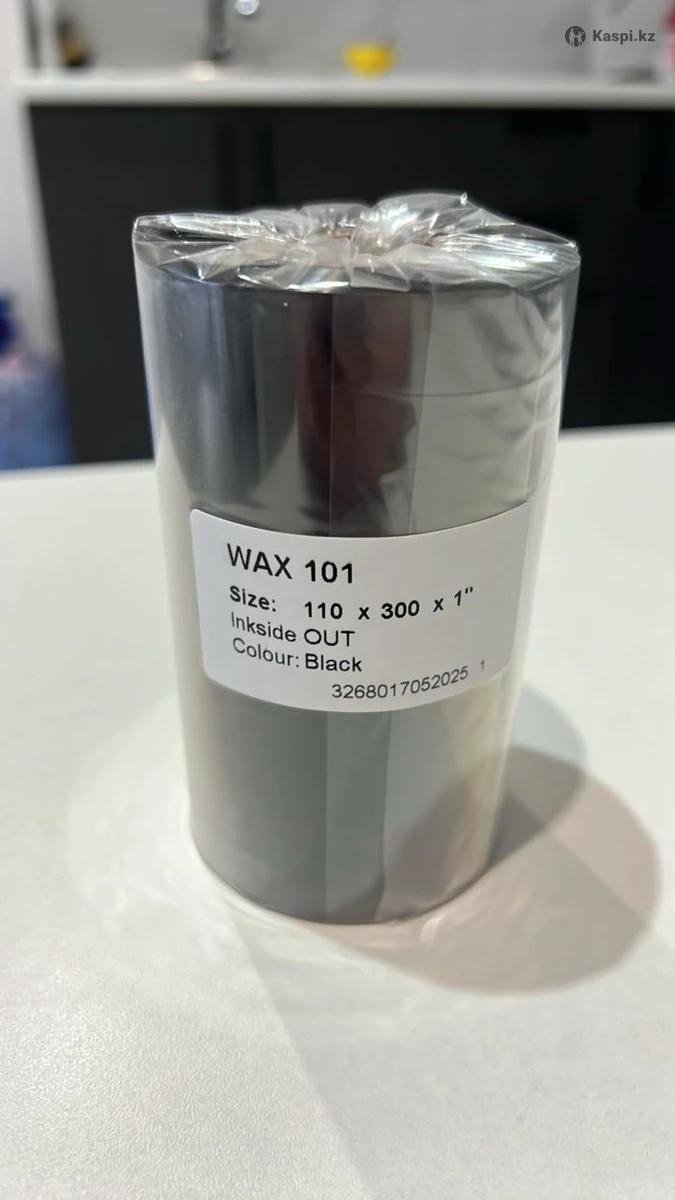 Kaspi.kz
WAX 101
Size: 110 x 300 x 1"
Inkside OUT
Colour: Black
3268017052025 1